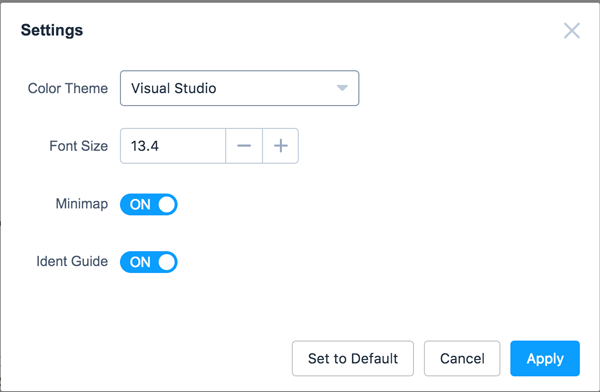 Settings
Color Theme Visual Studio
Font Size 13.4
Minimap ON
Ident Guide ON
Set to Default Cancel Apply